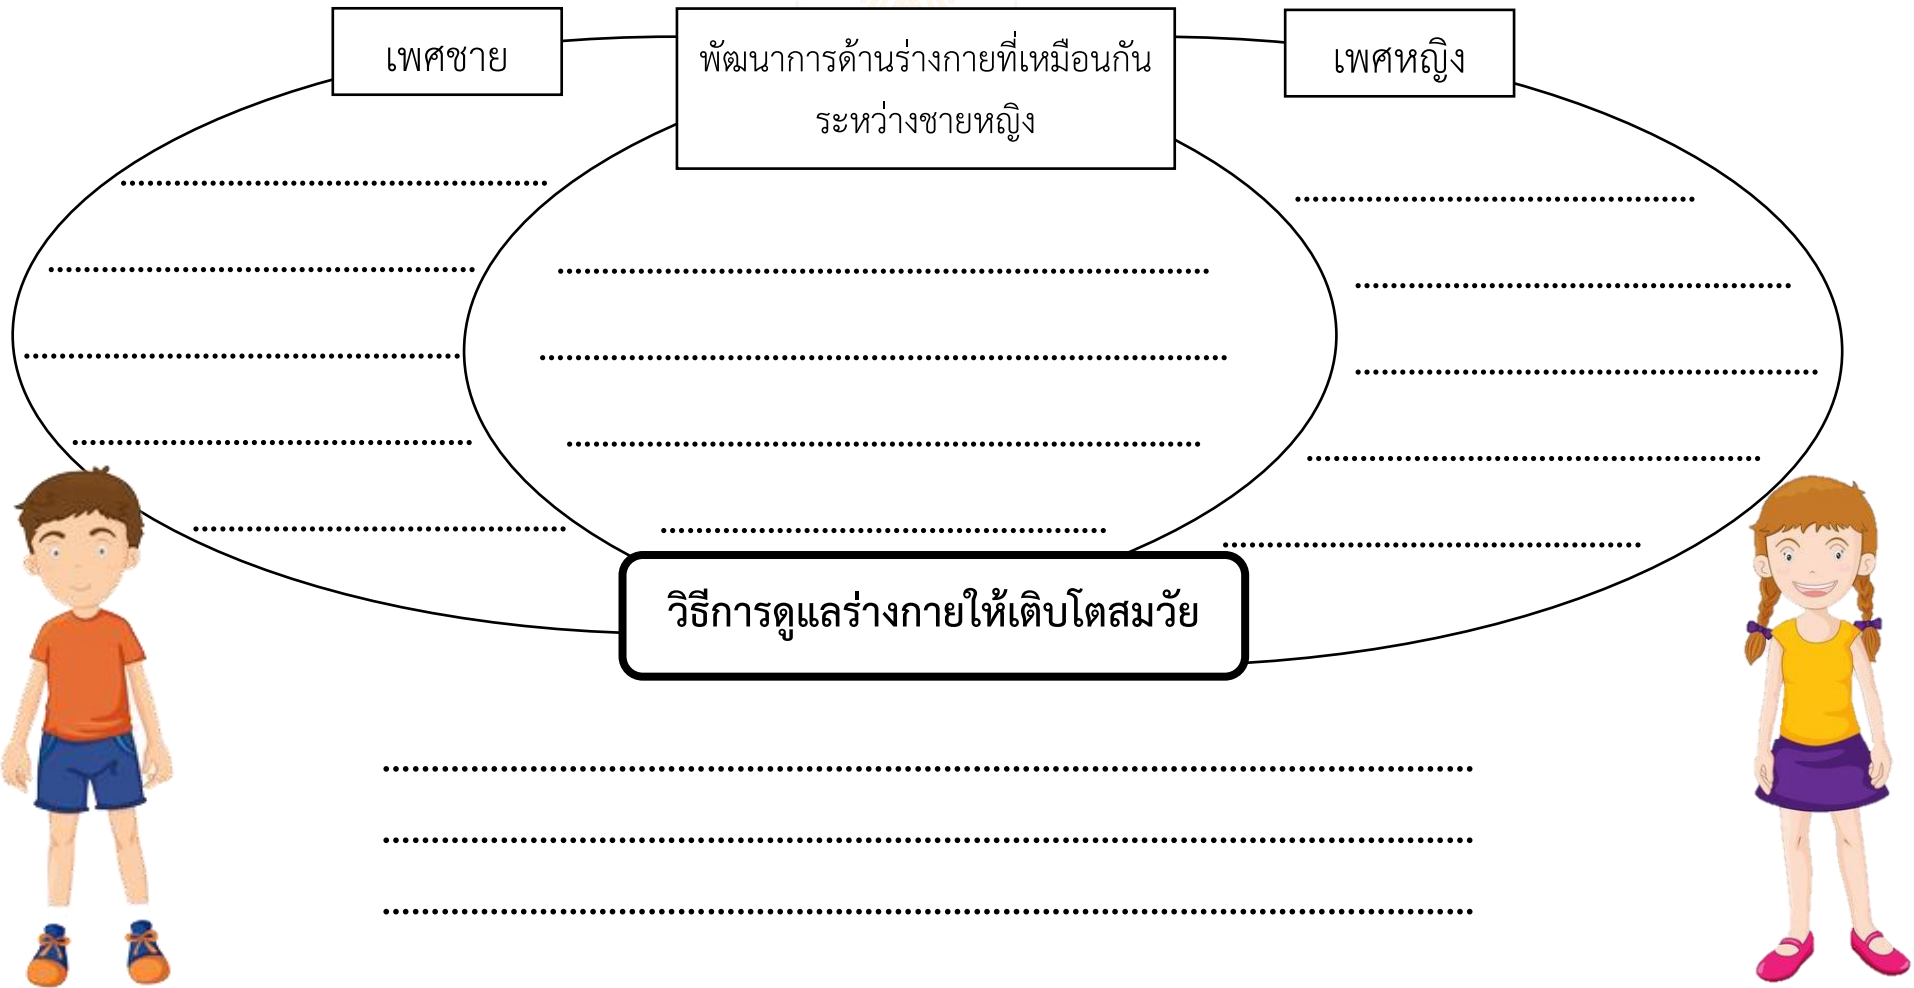 เพศชาย
พัฒนาการด้านร่างกายที่เหมือนกัน
ระหว่างชายหญิง
เพศหญิง
วิธีการดูแลร่างกายให้เติบโตสมวัย